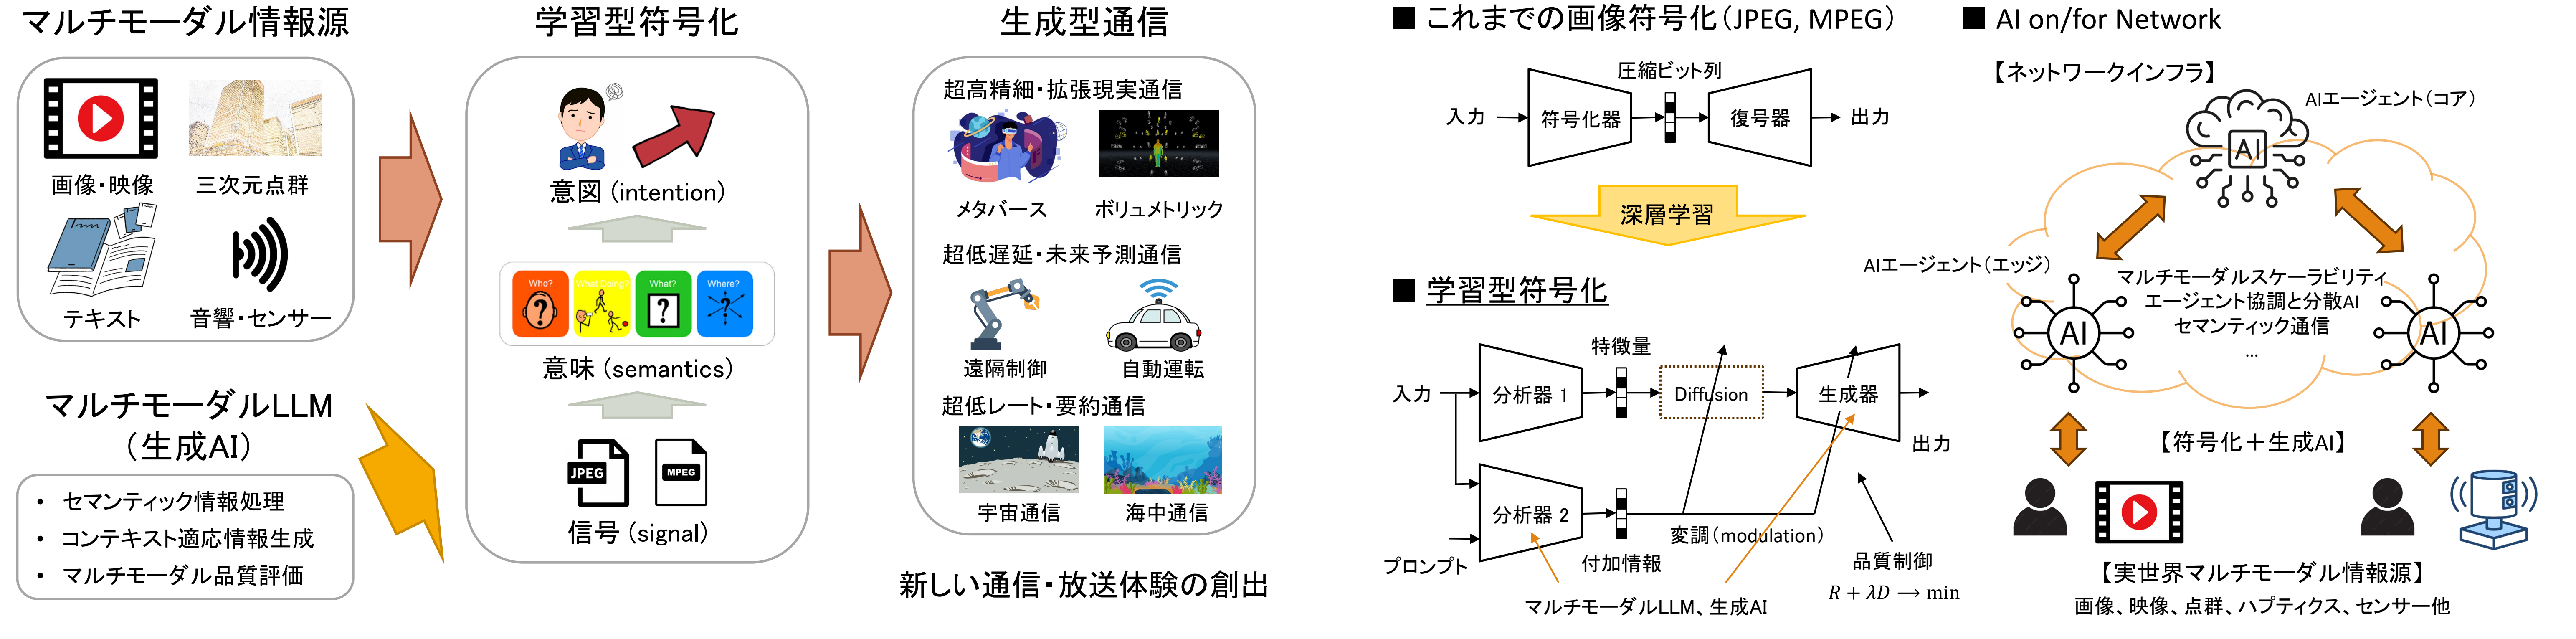 マルチモーダル情報源
画像・映像
三次元点群
テキスト
音響・センサー
マルチモーダルLLM
（生成AI）
• セマンティック情報処理
• コンテキスト適応情報生成
• マルチモーダル品質評価
学習型符号化
意図 (intention)
Who?
What Doing?
What?
Where?
意味 (semantics)
JPEG
MPEG
信号 (signal)
生成型通信
超高精細・拡張現実通信
メタバース
ボリュメトリック
超低遅延・未来予測通信
遠隔制御
自動運転
超低レート・要約通信
宇宙通信
海中通信
新しい通信・放送体験の創出
■ これまでの画像符号化（JPEG, MPEG）
圧縮ビット列
入力
符号化器
復号器
出力
深層学習
■ 学習型符号化
特徴量
入力
分析器 1
Diffusion
生成器
出力
分析器 2
変調（modulation）
プロンプト
付加情報
品質制御
R + λD → min
マルチモーダルLLM、生成AI
■ AI on/for Network
【ネットワークインフラ】
AIエージェント（コア）
AI
AIエージェント（エッジ）
マルチモーダルスケーラビリティ
エージェント協調と分散AI
セマンティック通信
...
AI
AI
【符号化＋生成AI】
【実世界マルチモーダル情報源】
画像、映像、点群、ハプティクス、センサー他